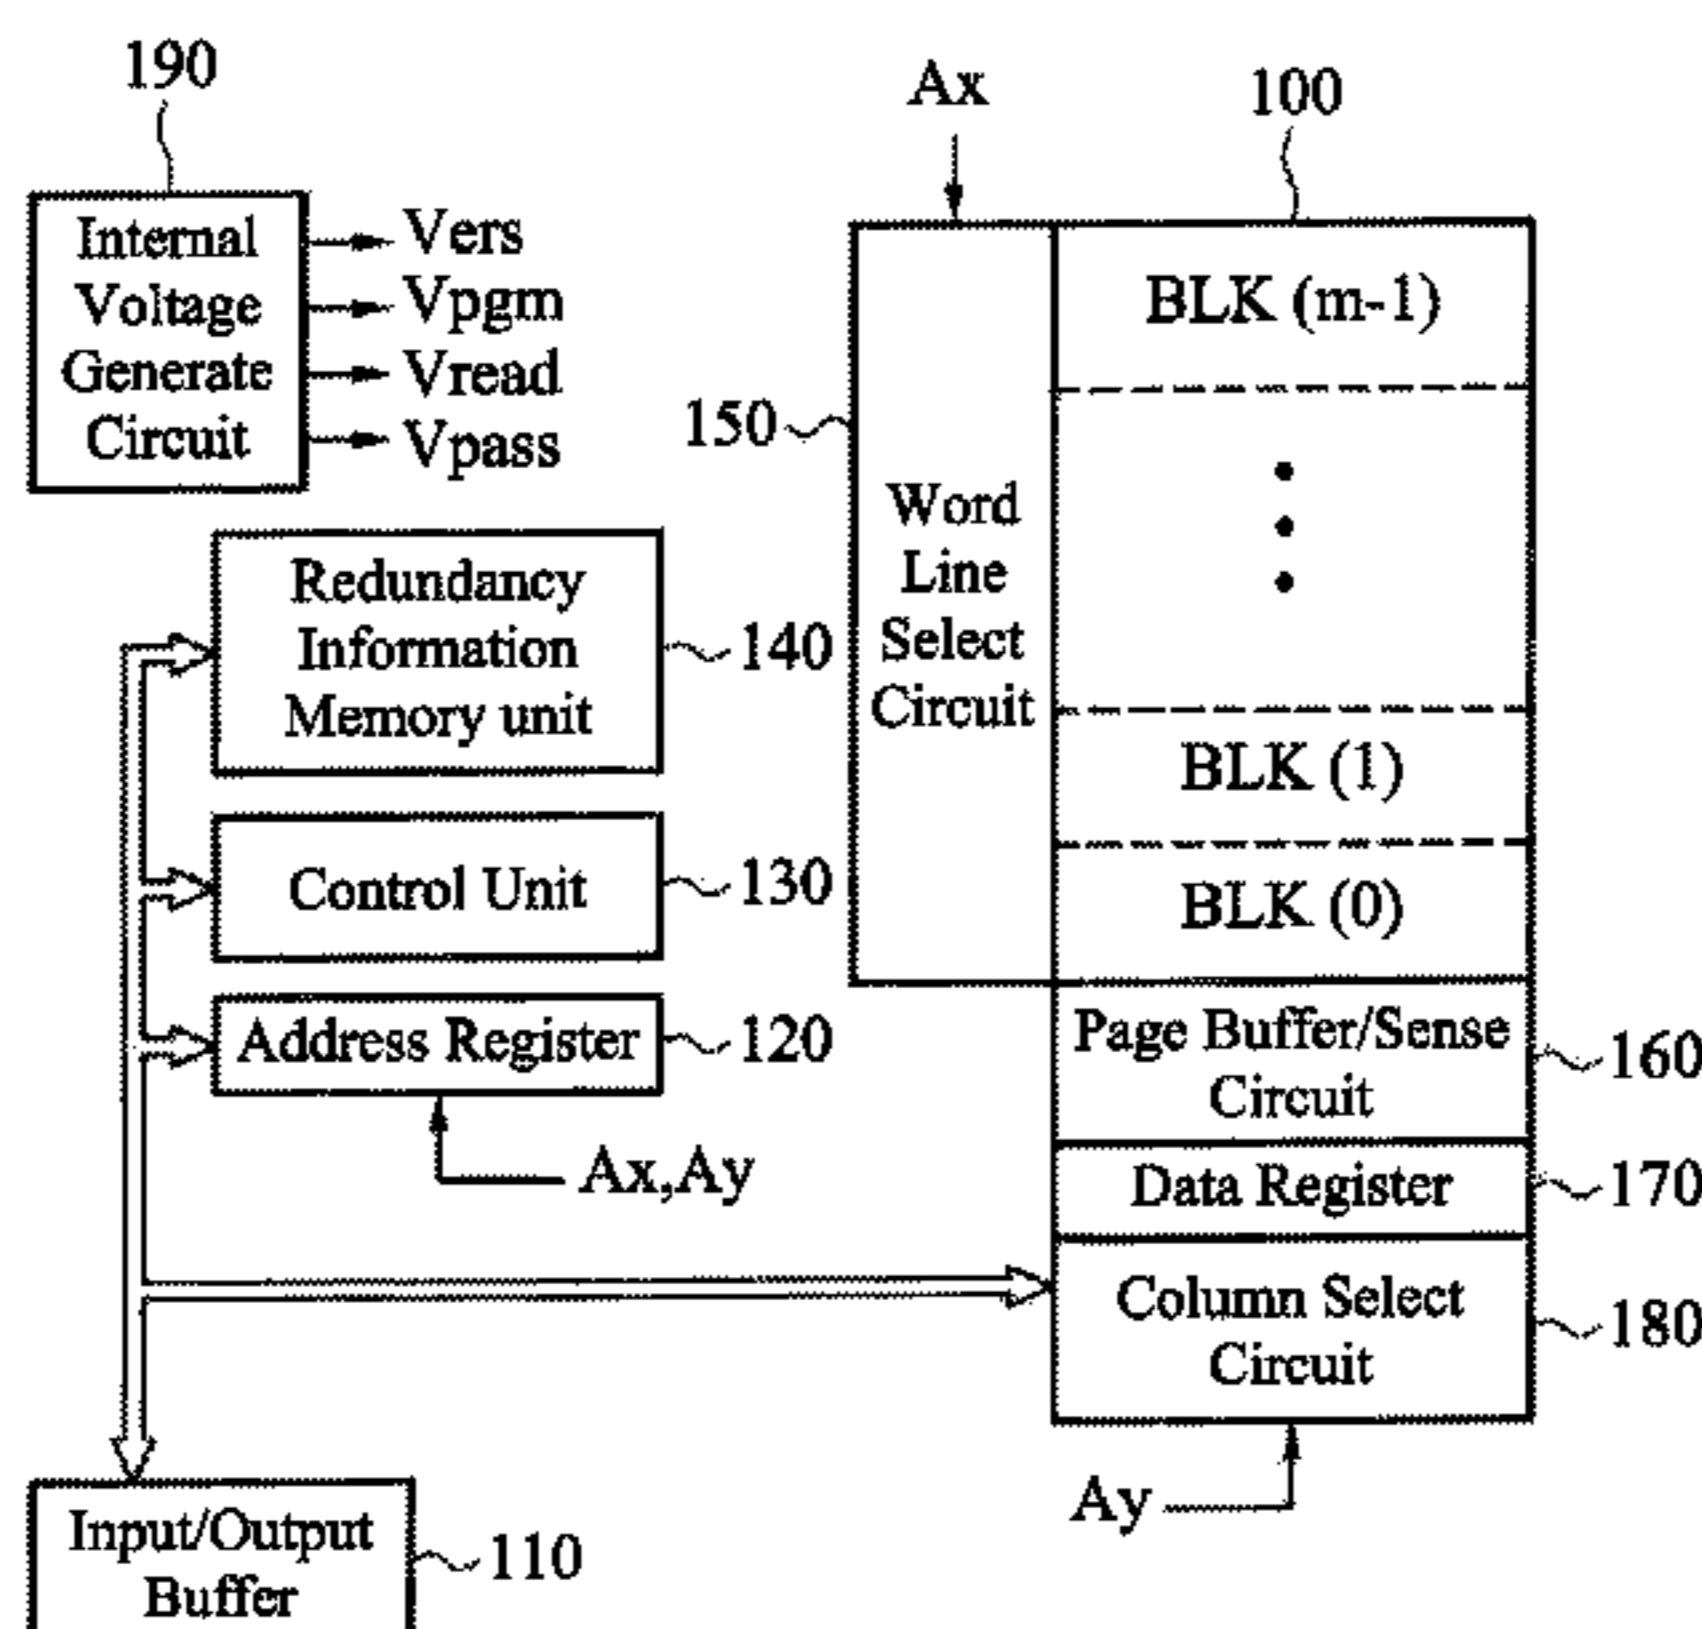 190
Internal
Voltage
Generate
Circuit
Vers
Vpgm
Vread
Vpass
Ax
100
150
Word
Line
Select
Circuit
BLK (m-1)
BLK (1)
BLK (0)
Redundancy
Information
Memory unit
140
Control Unit
130
Address Register
120
Ax,Ay
Page Buffer/Sense
Circuit
160
Data Register
170
Column Select
Circuit
180
Ay
Input/Output
Buffer
110